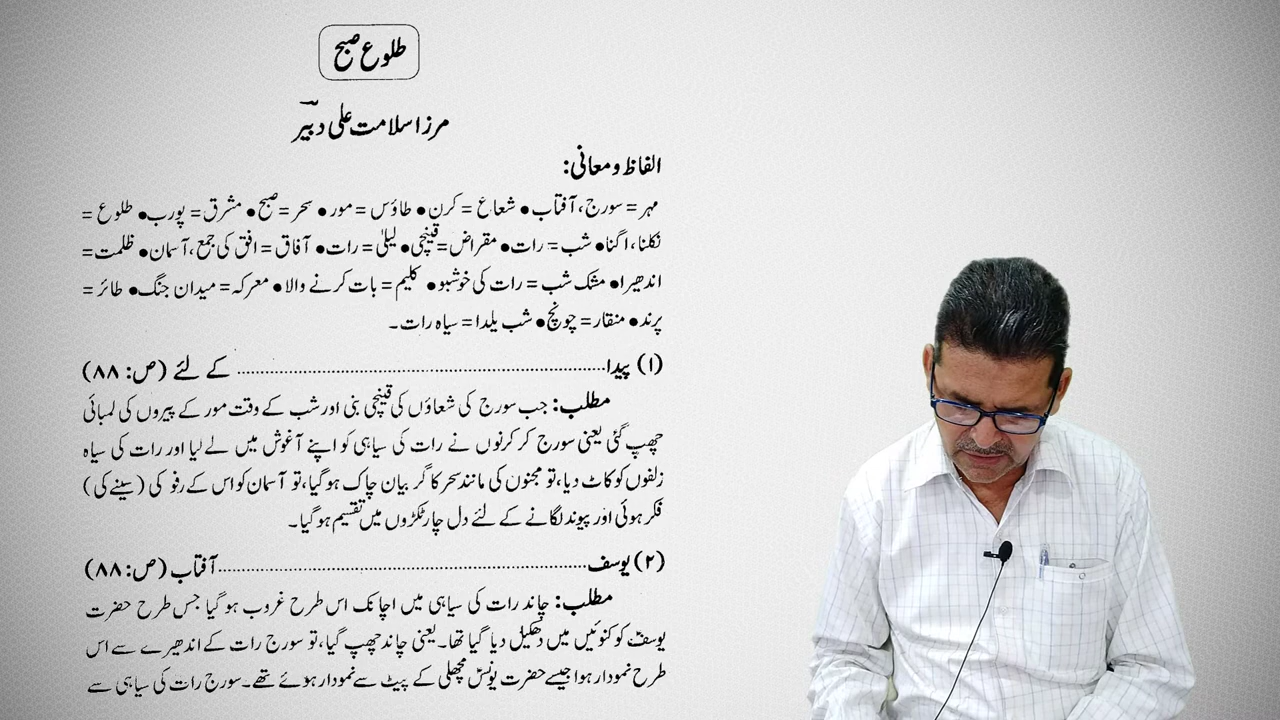 طلوع صبح
مرزا سلامت علی دبیر
الفاظ و معانی:
مہر = سورج، آفتاب ● شعاع = کرن ● طاؤس = مور ● سحر = صبح ● مشرق = پورب ● طلوع =
نکلنا، اگنا ● شب = رات ● مقراض = قینچی ● لیلیٰ = رات ● آفاق = افق کی جمع، آسمان ● ظلمت =
اندھیرا ● مشک شب = رات کی خوشبو ● کلیم = بات کرنے والا ● معرکہ = میدان جنگ ● طائر =
پرند ● منقار = چونچ ● شب یلدا = سیاہ رات۔
(۱) پیدا........................................................ کے لئے (ص: ۸۸)
مطلب: جب سورج کی شعاؤں کی قینچی بنی اور شب کے وقت مور کے پیروں کی لمبائی
چھپ گئی یعنی سورج کر کرنوں نے رات کی سیاہی کو اپنے آغوش میں لے لیا اور رات کی سیاہ
زلفوں کو کاٹ دیا، تو مجنوں کی مانند سحر کا گر بیان چاک ہو گیا، تو آسمان کو اس کے رفو کی (سینے کی)
فکر ہوئی اور پیوند لگانے کے لئے دل چار ٹکڑوں میں تقسیم ہو گیا۔
(۲) یوسف........................................................آفتاب (ص: ۸۸)
مطلب: چاند رات کی سیاہی میں اچانک اس طرح غروب ہو گیا جس طرح حضرت
یوسفؑ کو کنوئیں میں دھکیل دیا گیا تھا۔ یعنی چاند چھپ گیا، تو سورج رات کے اندھیرے سے اس
طرح نمودار ہوا جیسے حضرت یونسؑ مچھلی کے پیٹ سے نمودار ہوئے تھے۔ سورج رات کی سیاہی سے